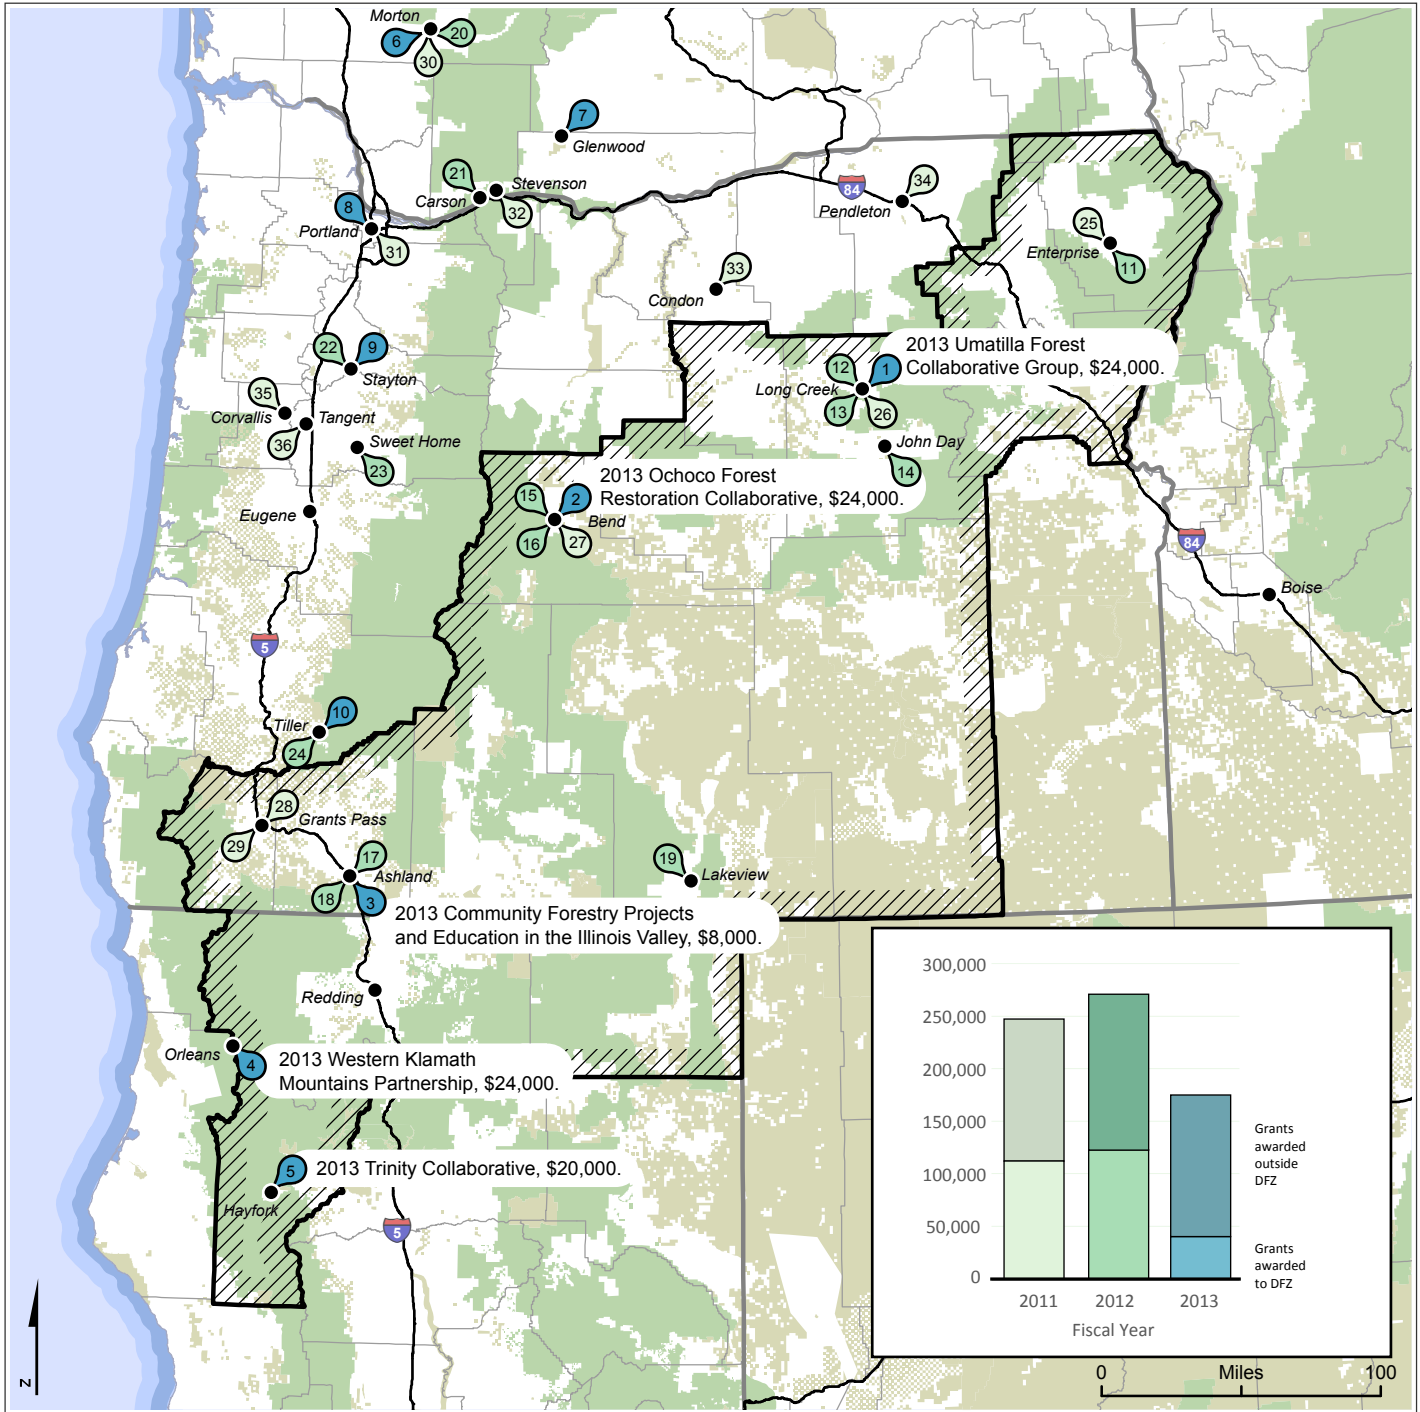 Morton
6
20
30
7
Glenwood
21
Stevenson
Carson
32
84
34
Pendleton
8
Portland
31
25
Enterprise
11
33
Condon
22
9
Stayton
2013 Umatilla Forest
Collaborative Group, $24,000.
12
1
Long Creek
13
26
35
Corvallis
Tangent
36
Sweet Home
23
John Day
14
2013 Ochoco Forest
Restoration Collaborative, $24,000.
15
2
Bend
16
27
Eugene
84
Boise
5
10
Tiller
24
28
Grants Pass
29
17
Ashland
18
3
19
Lakeview
2013 Community Forestry Projects
and Education in the Illinois Valley, $8,000.
Redding
Orleans
4
2013 Western Klamath
Mountains Partnership, $24,000.
5
2013 Trinity Collaborative, $20,000.
Hayfork
5
300,000
250,000
200,000
150,000
100,000
50,000
0
2011
2012
2013
Fiscal Year
Grants
awarded
outside
DFZ
Grants
awarded
to DFZ
N
0
Miles
100